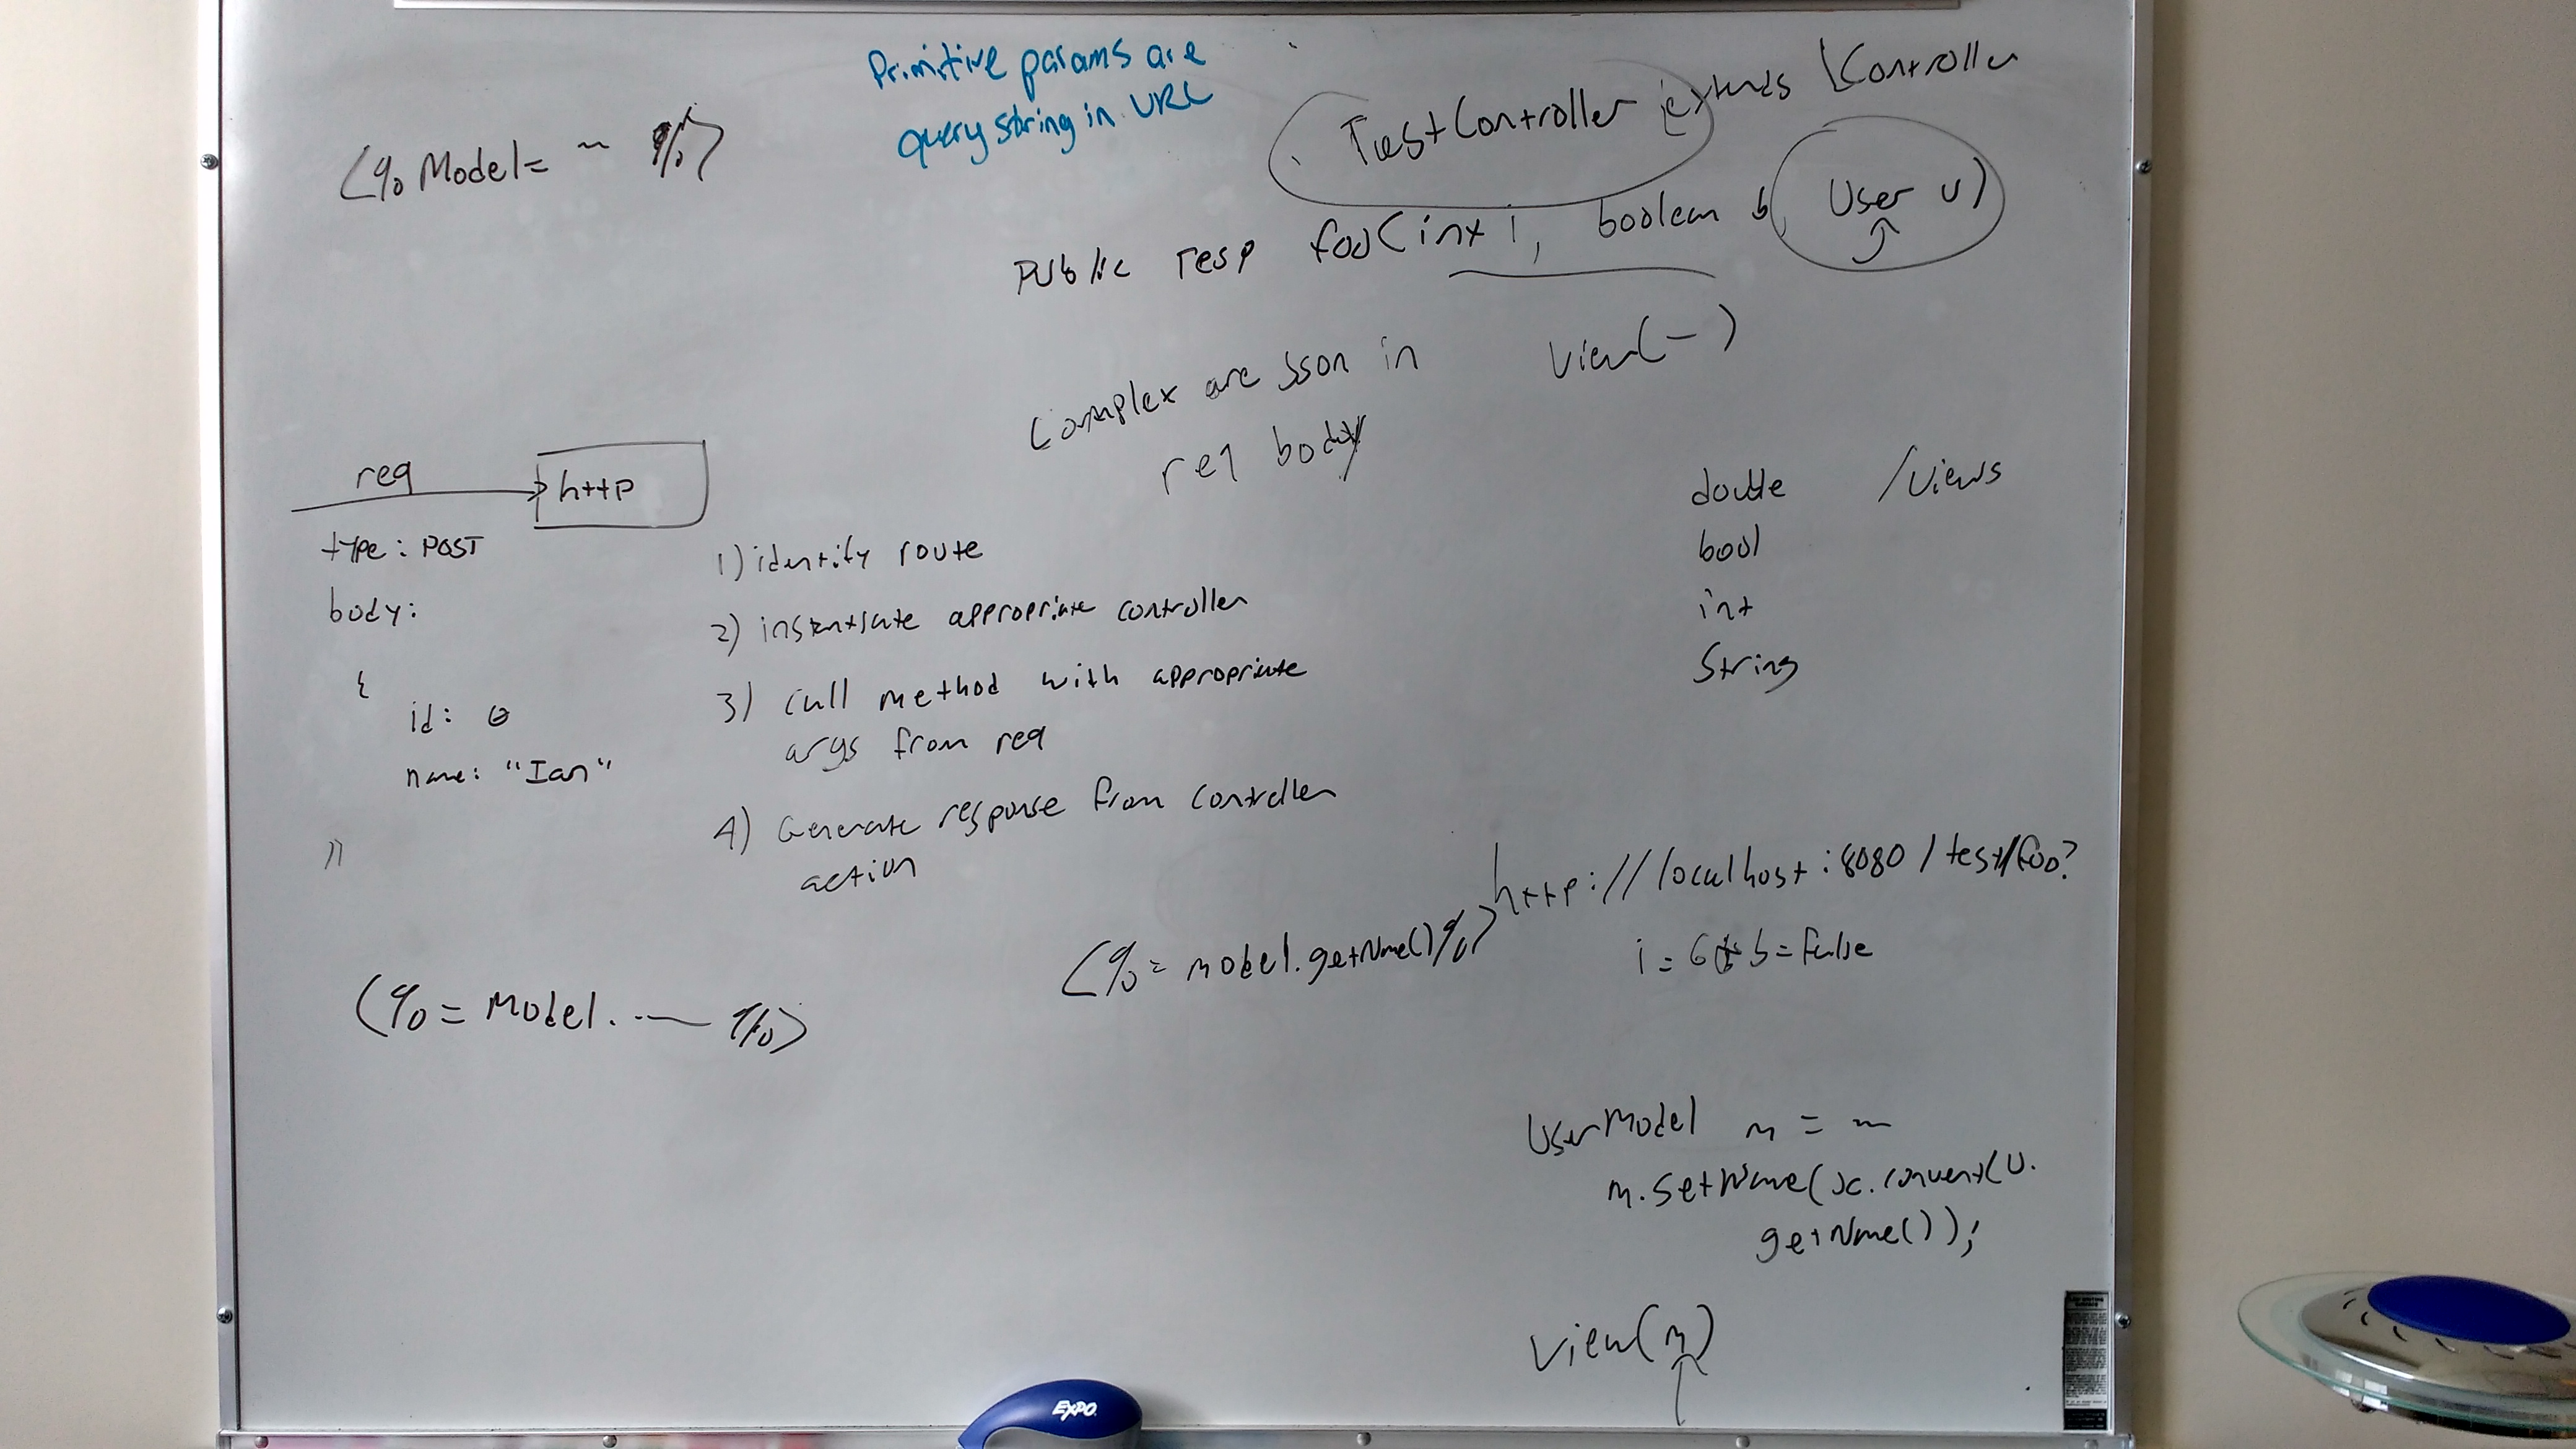 Primitive params are
query string in URL
<% Model= ~ %>
TestController extends Controller
public resp foo(int i, boolean b, User u)
Complex are Json in
req body
View(—)
req
http
type: POST
body:
{
id: 0
name: "Ian"
}
1) identify route
2) instantiate appropriate controller
3) call method with appropriate
args from req
4) Generate response from controller
action
double
bool
int
String
/views
http://localhost:8080/test/foo?
i=6&b=false
<%= model.getName()%>
<%= Model. —— %>
UserModel m = ~
m.setName(x.convert(u.
getName());
View(m)
EXPO